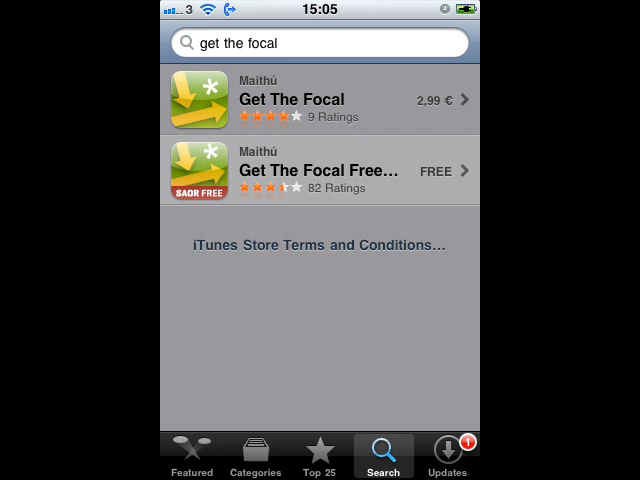 3 15:05
get the focal
Maithú
Get The Focal 2,99 €
9 Ratings
Maithú
Get The Focal Free... FREE
82 Ratings
SAOR FREE
iTunes Store Terms and Conditions...
1
Featured Categories Top 25 Search Updates